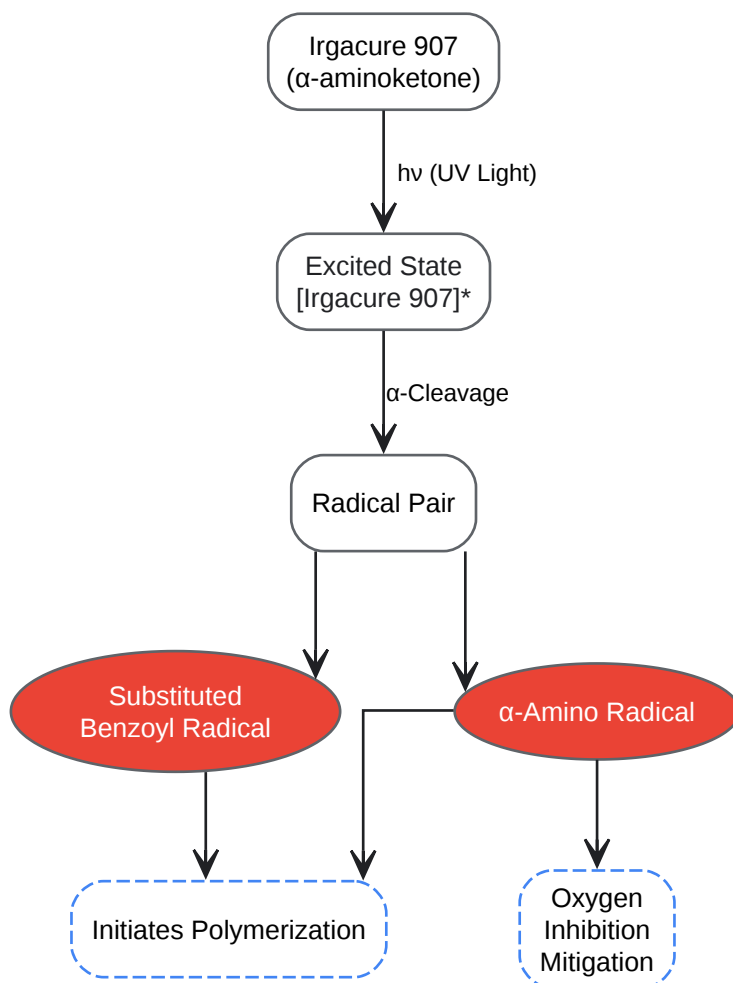 Irgacure 907
(α-aminoketone)
hν (UV Light)
Excited State
[Irgacure 907]*
α-Cleavage
Radical Pair
Substituted
Benzoyl Radical
α-Amino Radical
Initiates Polymerization
Oxygen
Inhibition
Mitigation